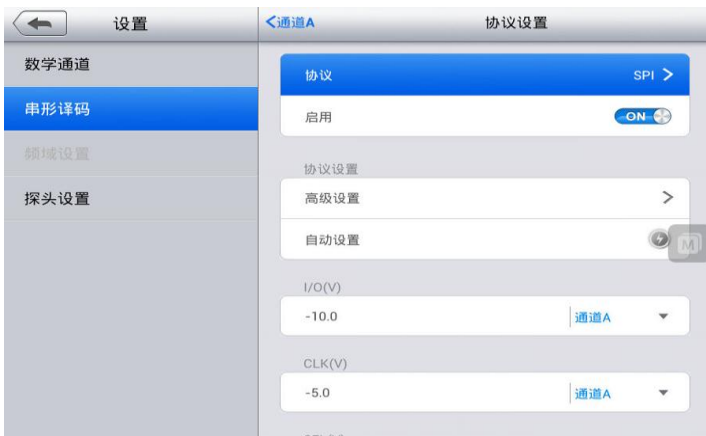 设置
数学通道
串形译码
频域设置
探头设置
<通道A 协议设置
协议 SPI >
启用 ON
协议设置
高级设置 >
自动设置
M
I/O(V)
-10.0 通道A
CLK(V)
-5.0 通道A